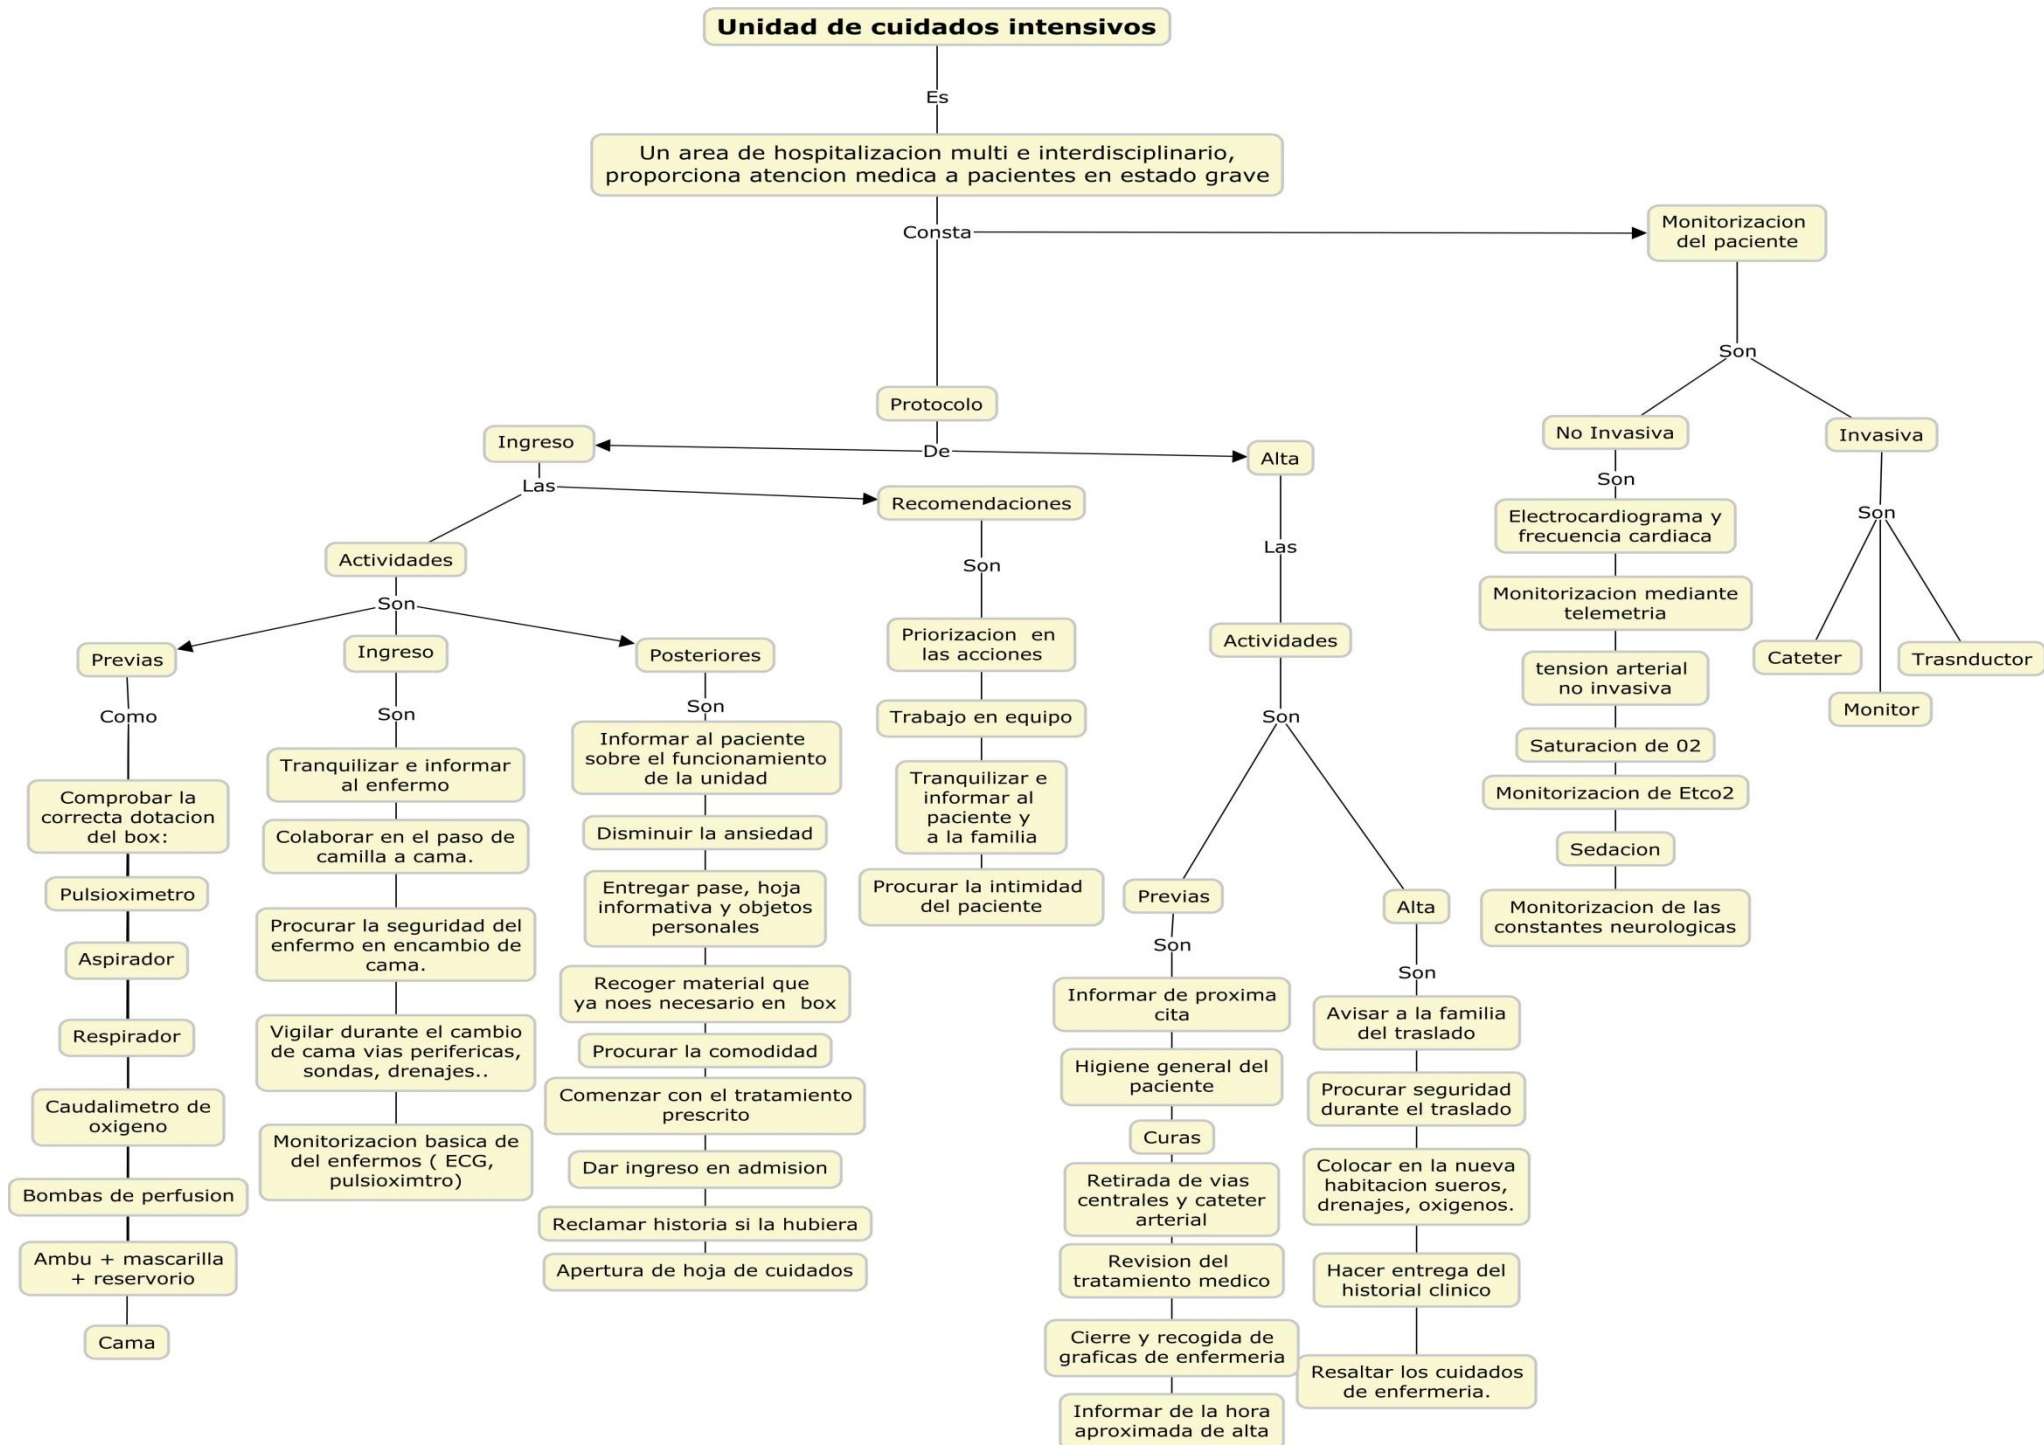 Unidad de cuidados intensivos
Es
Un area de hospitalizacion multi e interdisciplinario,
proporciona atencion medica a pacientes en estado grave
Consta
Monitorizacion
del paciente
Son
No Invasiva
Son
Electrocardiograma y
frecuencia cardiaca
Monitorizacion mediante
telemetria
tension arterial
no invasiva
Saturacion de 02
Monitorizacion de Etco2
Sedacion
Monitorizacion de las
constantes neurologicas
Invasiva
Son
Cateter
Monitor
Trasnductor
Protocolo
De
Ingreso
Las
Actividades
Son
Previas
Como
Comprobar la
correcta dotacion
del box:
Pulsioximetro
Aspirador
Respirador
Caudalimetro de
oxigeno
Bombas de perfusion
Ambu + mascarilla
+ reservorio
Cama
Ingreso
Son
Tranquilizar e informar
al enfermo
Colaborar en el paso de
camilla a cama.
Procurar la seguridad del
enfermo en encambio de
cama.
Vigilar durante el cambio
de cama vias perifericas,
sondas, drenajes..
Monitorizacion basica de
del enfermos ( ECG,
pulsioximtro)
Posteriores
Son
Informar al paciente
sobre el funcionamiento
de la unidad
Disminuir la ansiedad
Entregar pase, hoja
informativa y objetos
personales
Recoger material que
ya noes necesario en box
Procurar la comodidad
Comenzar con el tratamiento
prescrito
Dar ingreso en admision
Reclamar historia si la hubiera
Apertura de hoja de cuidados
Recomendaciones
Son
Priorizacion en
las acciones
Trabajo en equipo
Tranquilizar e
informar al
paciente y
a la familia
Procurar la intimidad
del paciente
Alta
Las
Actividades
Son
Previas
Son
Informar de proxima
cita
Higiene general del
paciente
Curas
Retirada de vias
centrales y cateter
arterial
Revision del
tratamiento medico
Cierre y recogida de
graficas de enfermeria
Informar de la hora
aproximada de alta
Alta
Son
Avisar a la familia
del traslado
Procurar seguridad
durante el traslado
Colocar en la nueva
habitacion sueros,
drenajes, oxigenos.
Hacer entrega del
historial clinico
Resaltar los cuidados
de enfermeria.